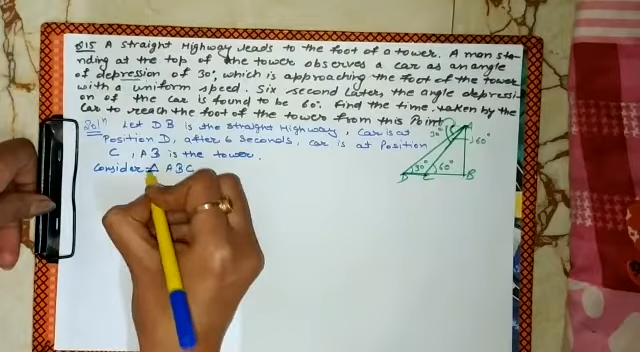 Q15 A straight Highway leads to the foot of a tower. A man sta-
nding at the top of the tower observes a car as an angle
of depression of 30°, which is approaching the foot of the tower
with a uniform speed. Six second later, the angle depressi-
on of the car is found to be 60°. Find the time taken by the
car to reach the foot of the tower from this Point
Solⁿ Let DB is the straight Highway, Car is at
Position D, after 6 Seconds, car is at Position
C, AB is the tower.
Consider △ ABC
A
30°
60°
30°
60°
D
C
B